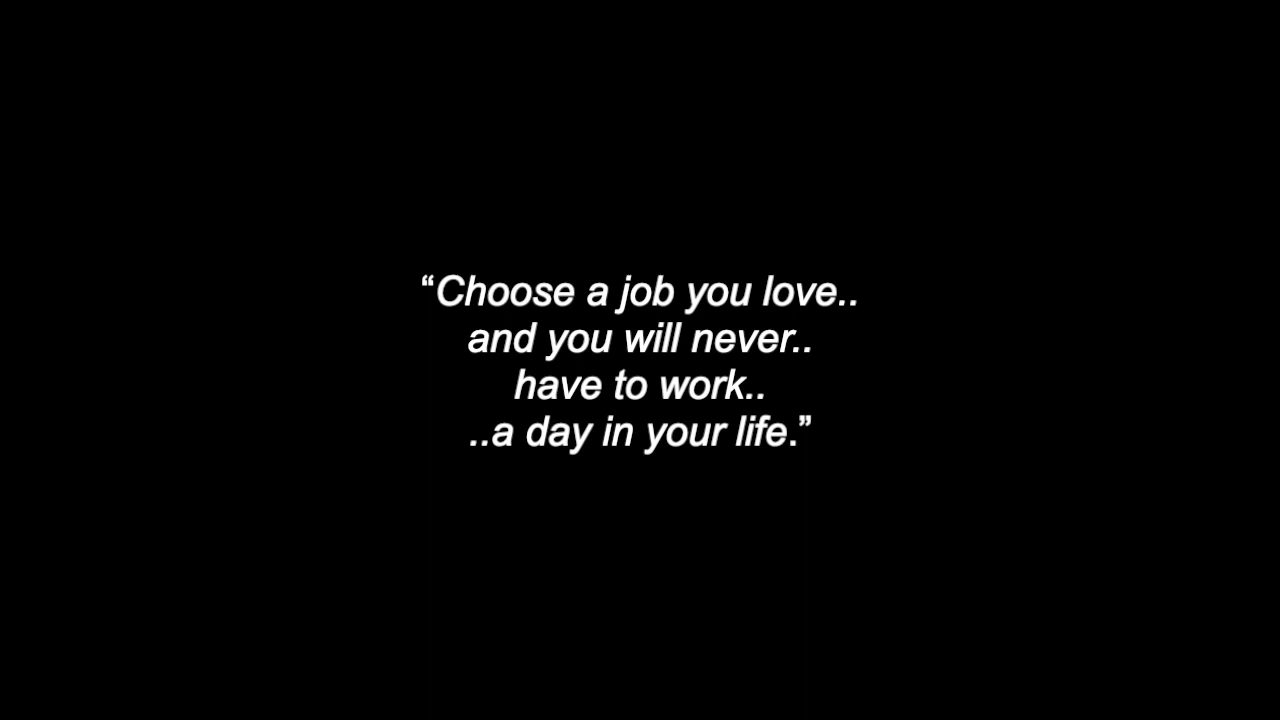 “Choose a job you love..
and you will never..
have to work..
..a day in your life.”